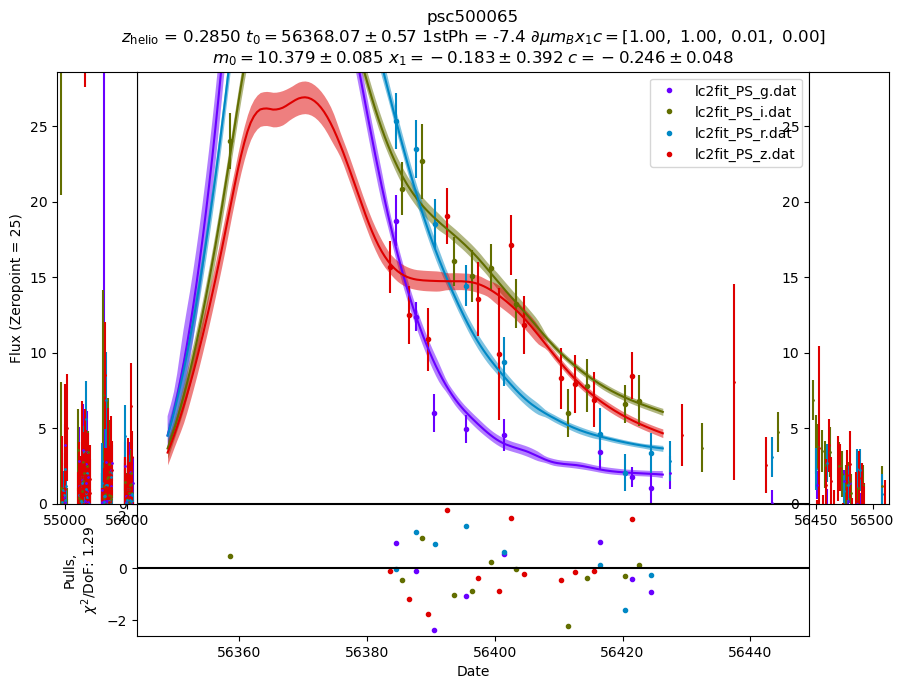 psc500065
z_helio = 0.2850 t_0 = 56368.07 ± 0.57 1stPh = -7.4 ∂μm_Bx_1c = [1.00, 1.00, 0.01, 0.00]
m_0 = 10.379 ± 0.085 x_1 = −0.183 ± 0.392 c = −0.246 ± 0.048
lc2fit_PS_g.dat
lc2fit_PS_i.dat
lc2fit_PS_r.dat
lc2fit_PS_z.dat
Flux (Zeropoint = 25)
25
20
15
10
5
0
25
20
15
10
5
0
55000
56000
56450
56500
Pulls,
χ²/DoF: 1.29
0
−2
56360
56380
56400
56420
56440
Date